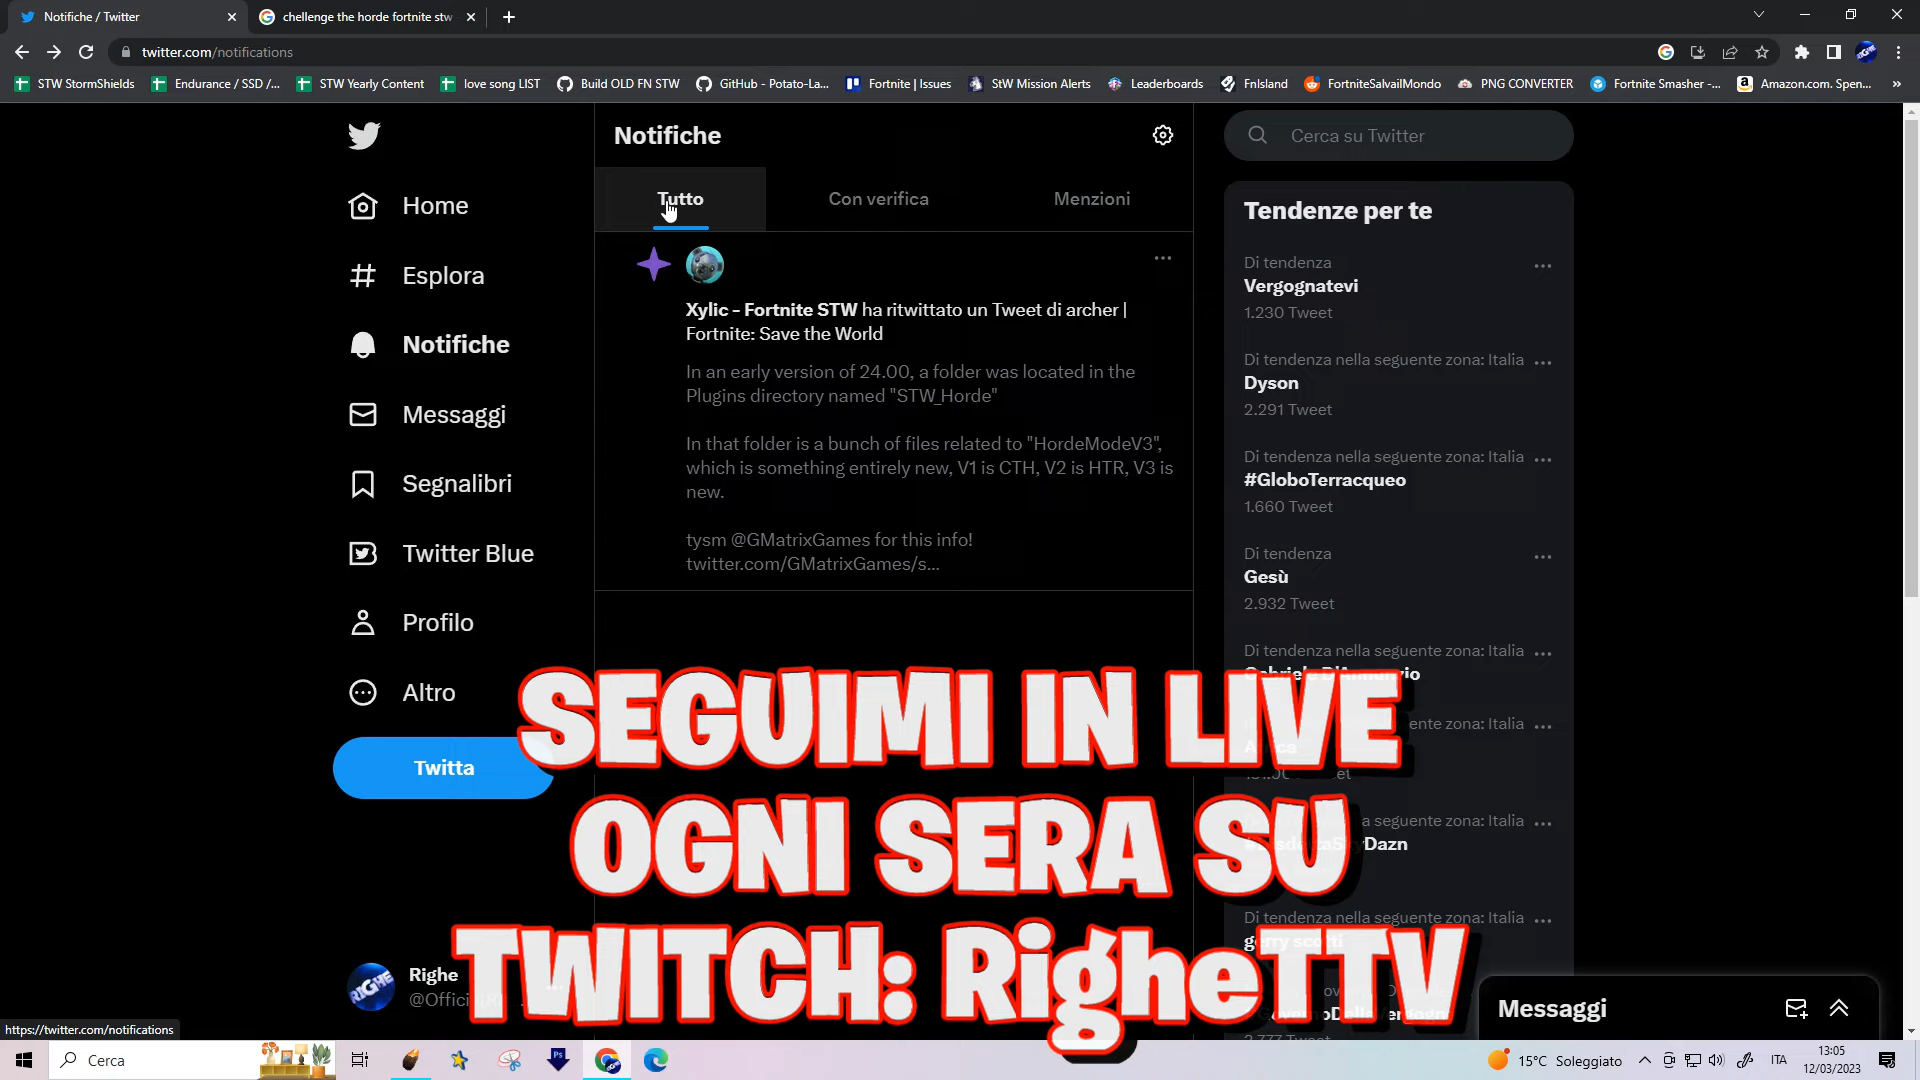 Notifiche / Twitter
chellenge the horde fortnite stw
twitter.com/notifications
STW StormShields
Endurance / SSD /...
STW Yearly Content
love song LIST
Build OLD FN STW
GitHub - Potato-La...
Fortnite | Issues
StW Mission Alerts
Leaderboards
FnIsland
FortniteSalvailMondo
PNG CONVERTER
Fortnite Smasher -...
Amazon.com. Spen...
Home
Esplora
Notifiche
Messaggi
Segnalibri
Twitter Blue
Profilo
Altro
Twitta
Righe
Notifiche
Tutto
Con verifica
Menzioni
Xylic - Fortnite STW ha ritwittato un Tweet di archer |
Fortnite: Save the World
In an early version of 24.00, a folder was located in the
Plugins directory named "STW_Horde"
In that folder is a bunch of files related to "HordeModeV3",
which is something entirely new, V1 is CTH, V2 is HTR, V3 is
new.
tysm @GMatrixGames for this info!
twitter.com/GMatrixGames/s...
Cerca su Twitter
Tendenze per te
Di tendenza
Vergognatevi
1.230 Tweet
Di tendenza nella seguente zona: Italia
Dyson
2.291 Tweet
Di tendenza nella seguente zona: Italia
#GloboTerracqueo
1.660 Tweet
Di tendenza
Gesù
2.932 Tweet
Di tendenza nella seguente zona: Italia
zona: Italia
seguente zona: Italia
Di tendenza nella seguente zona: Italia
gerry scotti
SEGUIMI IN LIVE
OGNI SERA SU
TWITCH: RigheTTV
Messaggi
https://twitter.com/notifications
Cerca
15°C Soleggiato
ITA
13:05
12/03/2023